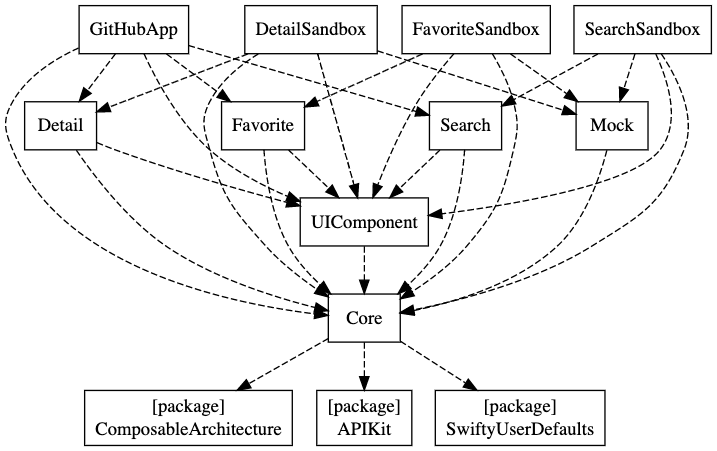 GitHubApp
DetailSandbox
FavoriteSandbox
SearchSandbox
Detail
Favorite
Search
Mock
UIComponent
Core
[package]
ComposableArchitecture
[package]
APIKit
[package]
SwiftyUserDefaults